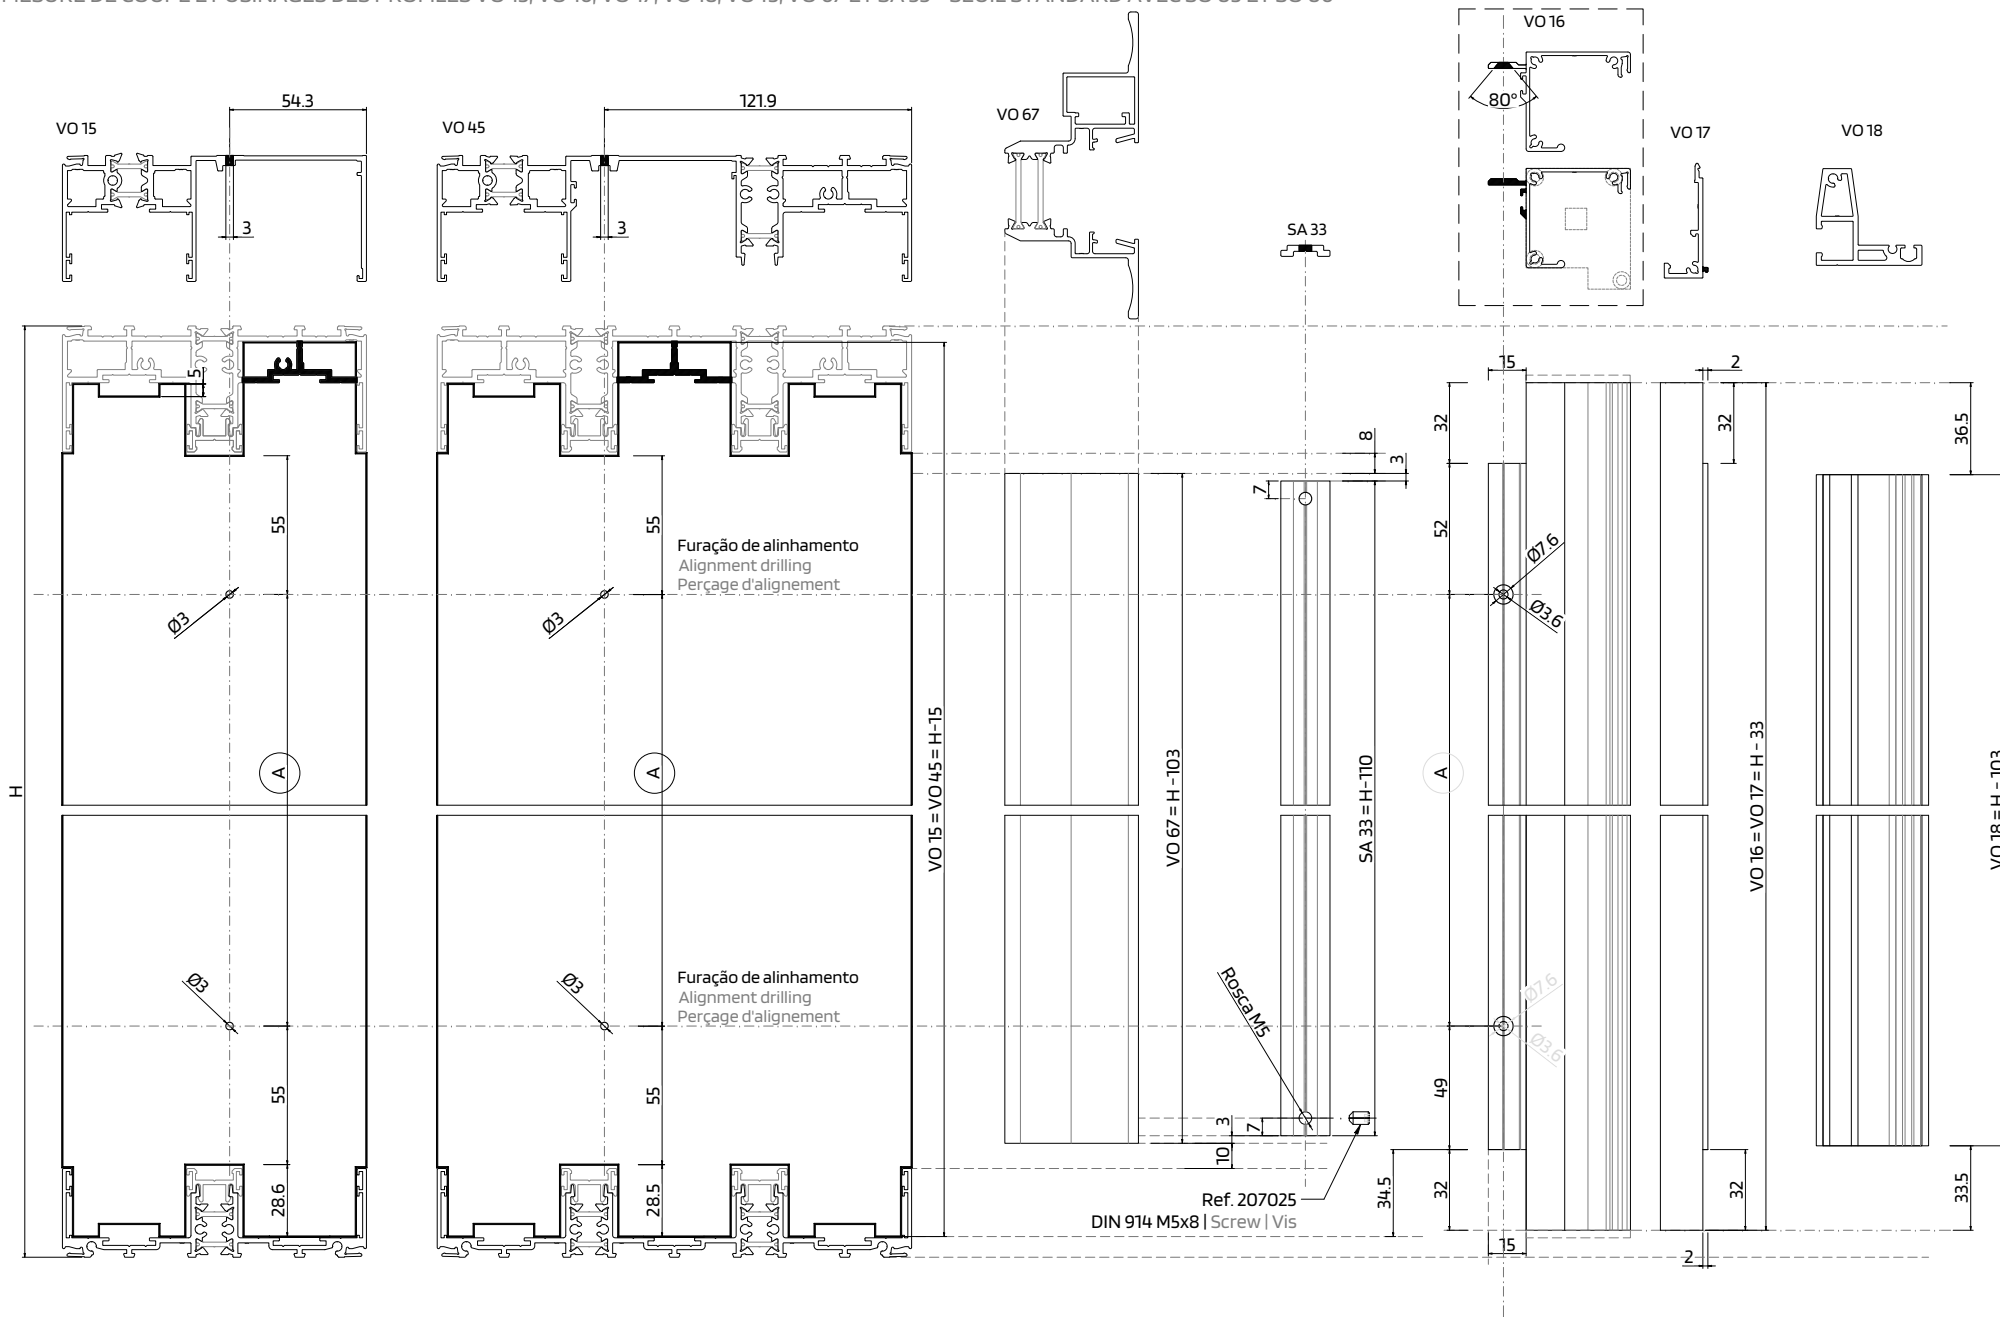 VO 16
80°
54.3
121.9
VO 15
VO 45
VO 67
VO 17
VO 18
3
3
SA 33
5
15
2
32
32
36.5
8
3
7
55
55
52
Furação de alinhamento
Alignment drilling
Perçage d'alignement
Ø7.6
Ø3.6
Ø3
Ø3
H
A
A
A
VO 15 = VO 45 = H-15
VO 67 = H -103
SA 33 = H-110
VO 16 = VO 17 = H - 33
VO 18 = H - 103
Furação de alinhamento
Alignment drilling
Perçage d'alignement
Ø3
Ø3
Rosca M5
Ø7.6
Ø3.6
55
55
49
3
7
10
28.6
28.5
34.5
32
32
33.5
Ref. 207025
DIN 914 M5x8 | Screw | Vis
15
2